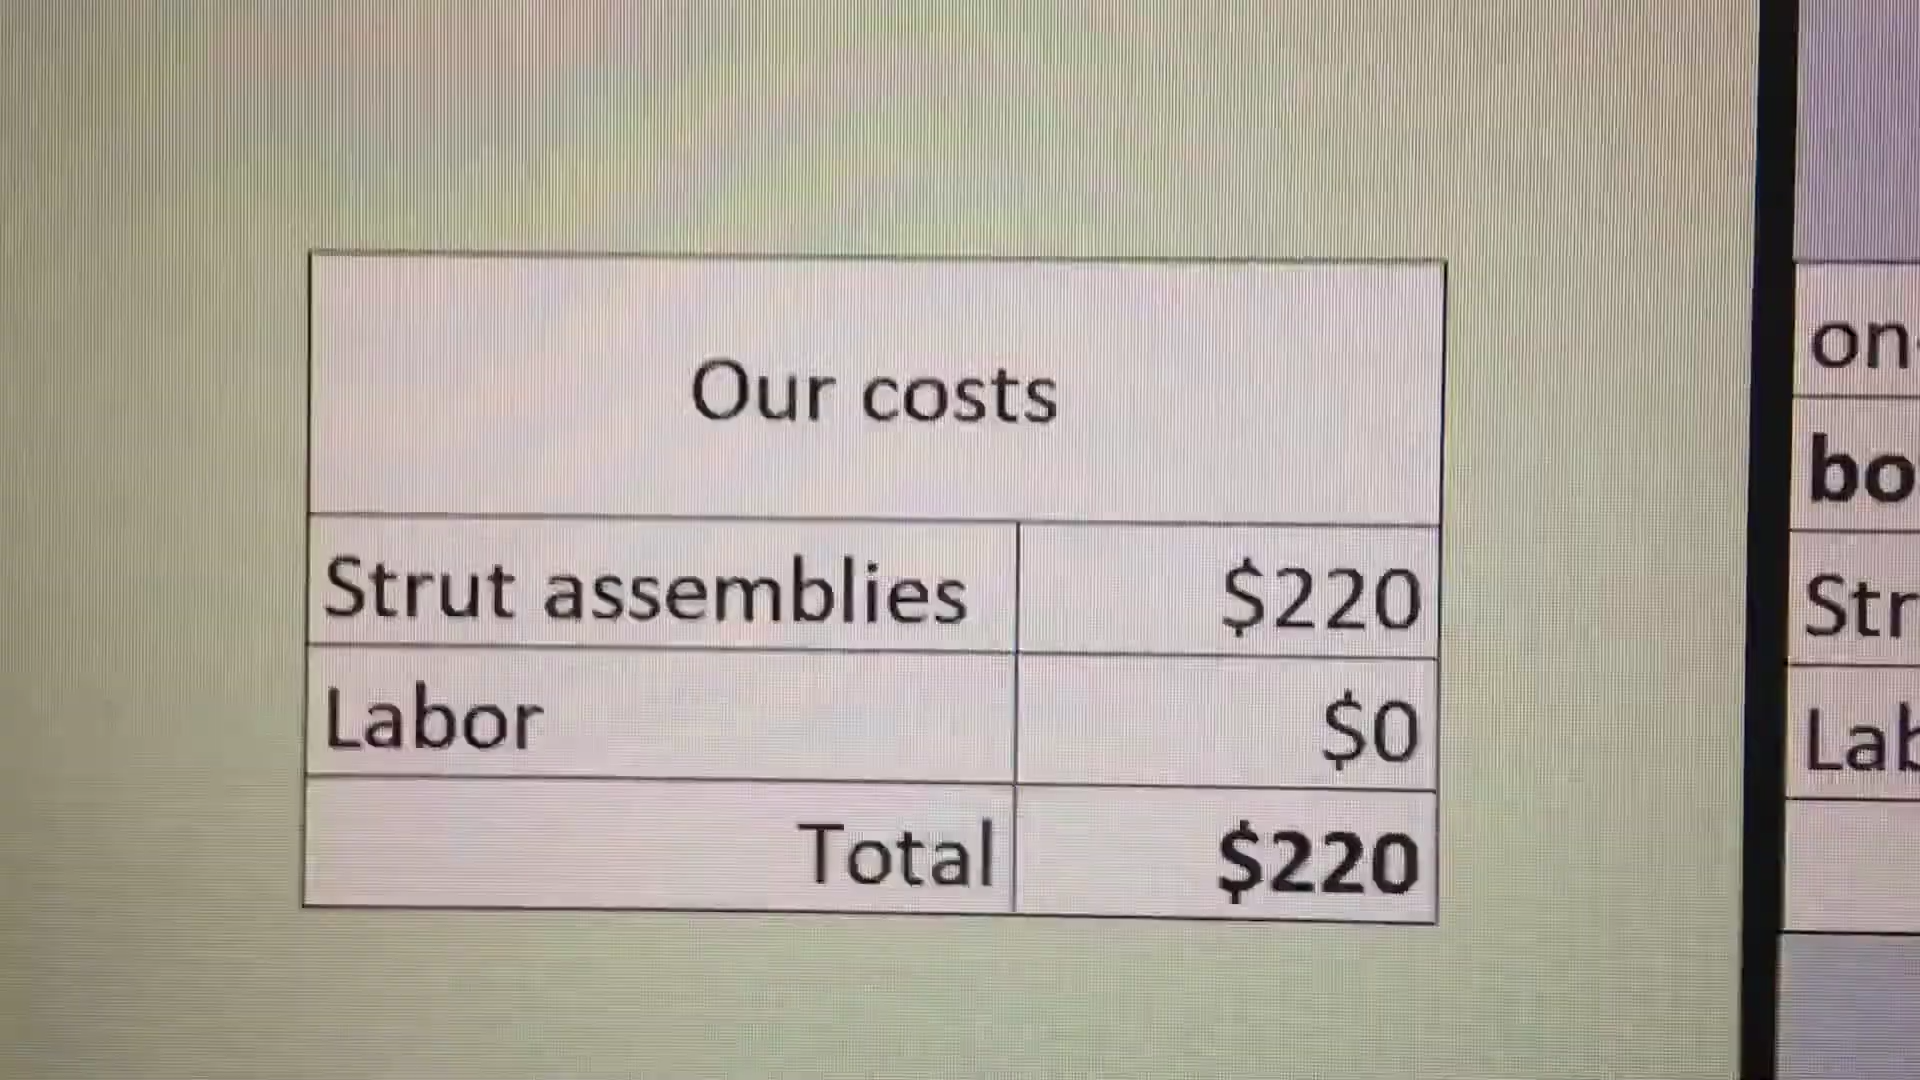 Our costs
Strut assemblies $220
Labor $0
Total $220